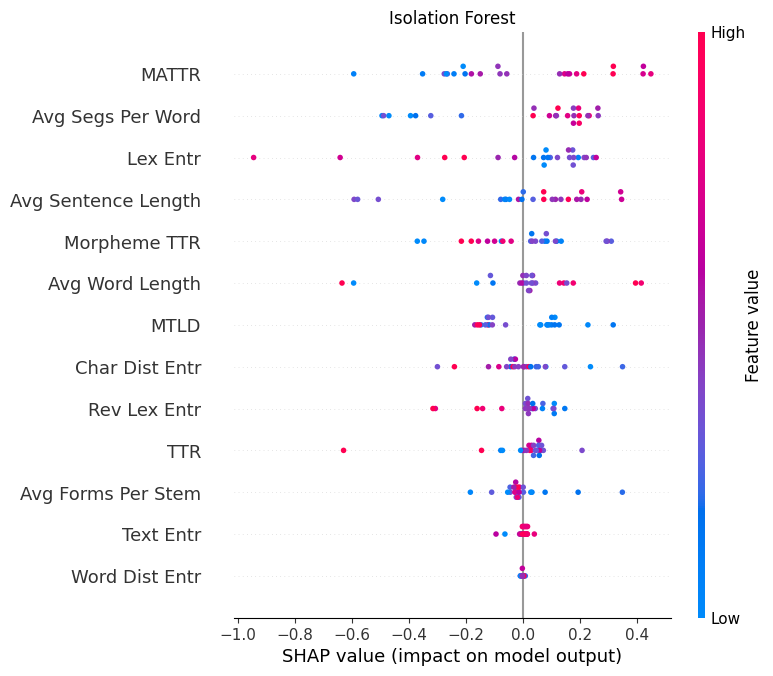 Isolation Forest
High
MATTR
Avg Segs Per Word
Lex Entr
Avg Sentence Length
Morpheme TTR
Avg Word Length
MTLD
Char Dist Entr
Rev Lex Entr
TTR
Avg Forms Per Stem
Text Entr
Word Dist Entr
Feature value
Low
−1.0 −0.8 −0.6 −0.4 −0.2 0.0 0.2 0.4
SHAP value (impact on model output)